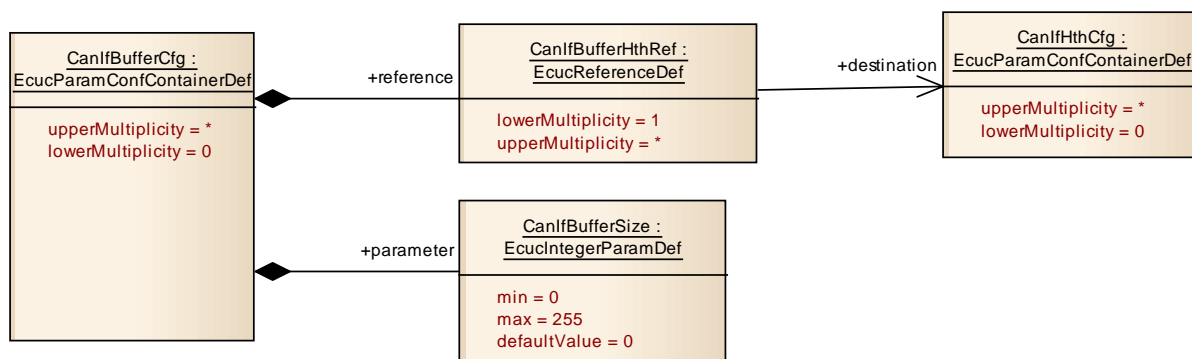 CanIfBufferCfg :
EcucParamConfContainerDef
upperMultiplicity = *
lowerMultiplicity = 0
+reference
CanIfBufferHthRef :
EcucReferenceDef
lowerMultiplicity = 1
upperMultiplicity = *
+destination
CanIfHthCfg :
EcucParamConfContainerDef
upperMultiplicity = *
lowerMultiplicity = 0
+parameter
CanIfBufferSize :
EcucIntegerParamDef
min = 0
max = 255
defaultValue = 0